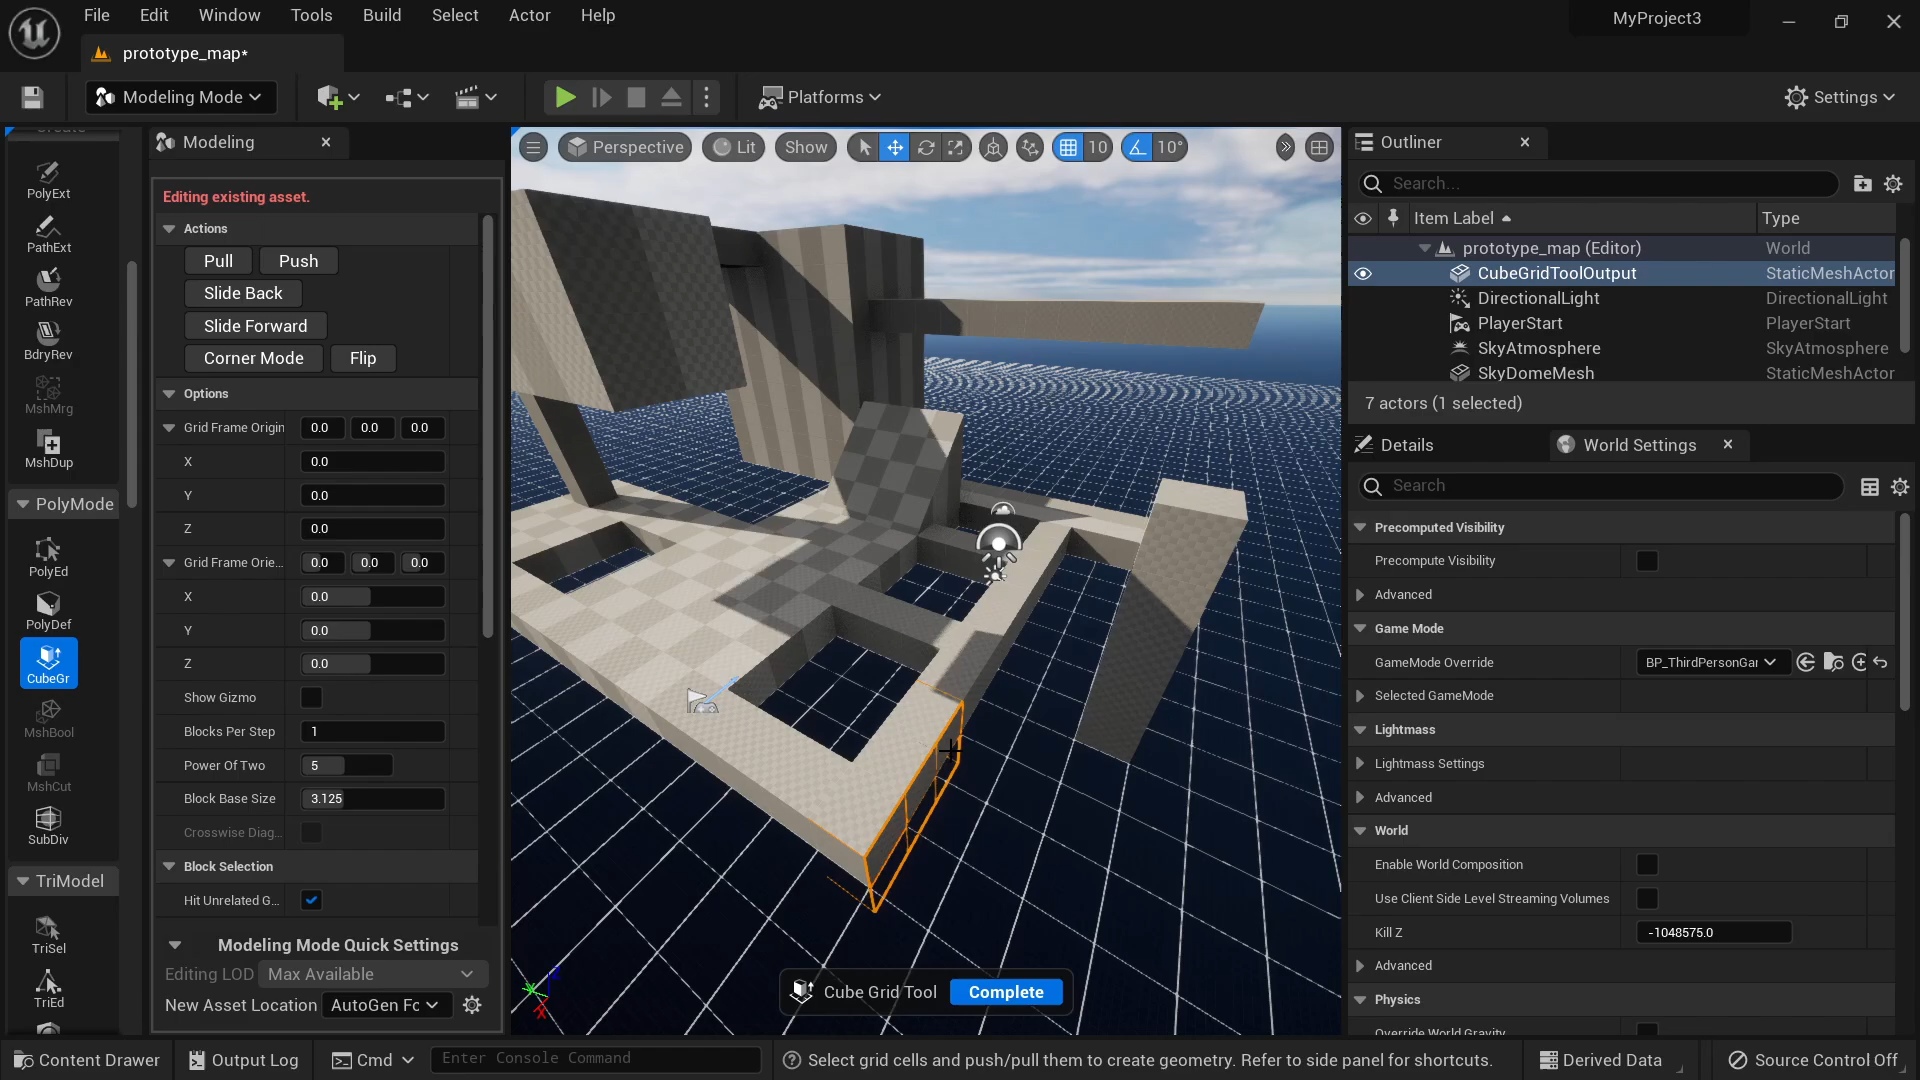 File Edit Window Tools Build Select Actor Help
MyProject3
prototype_map*
Modeling Mode
Platforms
Settings
PolyExt
PathExt
PathRev
BdryRev
MshMrg
MshDup
PolyMode
PolyEd
PolyDef
CubeGr
MshBool
MshCut
SubDiv
TriModel
TriSel
TriEd
Modeling
Editing existing asset.
Actions
Pull Push
Slide Back
Slide Forward
Corner Mode Flip
Options
Grid Frame Origin 0.0 0.0 0.0
X 0.0
Y 0.0
Z 0.0
Grid Frame Orie... 0.0 0.0 0.0
X 0.0
Y 0.0
Z 0.0
Show Gizmo
Blocks Per Step 1
Power Of Two 5
Block Base Size 3.125
Crosswise Diag...
Block Selection
Hit Unrelated G...
Modeling Mode Quick Settings
Editing LOD Max Available
New Asset Location AutoGen Fc
Perspective Lit Show 10 10°
X
Cube Grid Tool Complete
Outliner
Search...
Item Label Type
prototype_map (Editor) World
CubeGridToolOutput StaticMeshActor
DirectionalLight DirectionalLight
PlayerStart PlayerStart
SkyAtmosphere SkyAtmosphere
SkyDomeMesh StaticMeshActor
7 actors (1 selected)
Details World Settings
Search
Precomputed Visibility
Precompute Visibility
Advanced
Game Mode
GameMode Override BP_ThirdPersonGar
Selected GameMode
Lightmass
Lightmass Settings
Advanced
World
Enable World Composition
Use Client Side Level Streaming Volumes
Kill Z -1048575.0
Advanced
Physics
Override World Gravity
Content Drawer Output Log Cmd Enter Console Command Select grid cells and push/pull them to create geometry. Refer to side panel for shortcuts. Derived Data Source Control Off